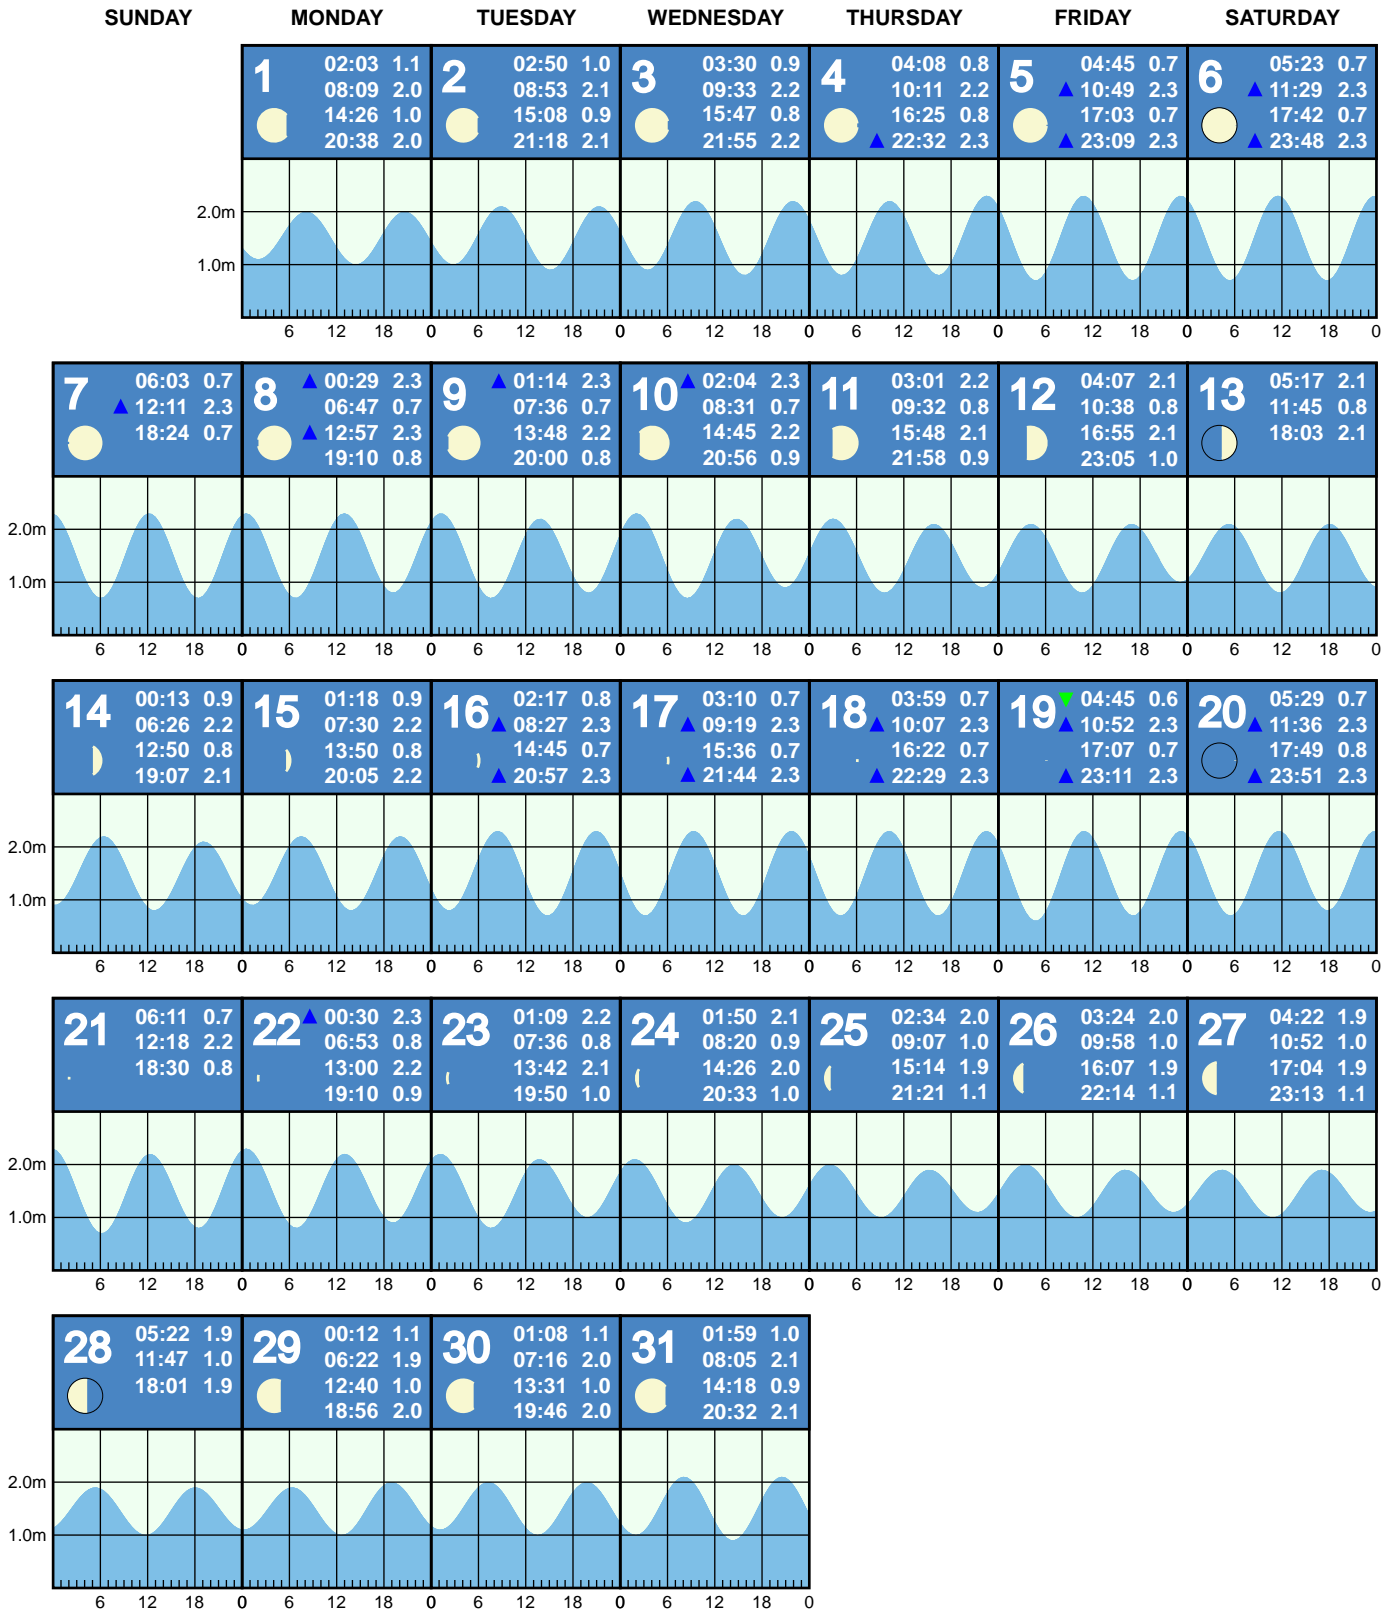 SUNDAY MONDAY TUESDAY WEDNESDAY THURSDAY FRIDAY SATURDAY
1 02:03 1.1
08:09 2.0
14:26 1.0
20:38 2.0
2 02:50 1.0
08:53 2.1
15:08 0.9
21:18 2.1
3 03:30 0.9
09:33 2.2
15:47 0.8
21:55 2.2
4 04:08 0.8
10:11 2.2
16:25 0.8
▲ 22:32 2.3
5 04:45 0.7
▲ 10:49 2.3
17:03 0.7
▲ 23:09 2.3
6 05:23 0.7
▲ 11:29 2.3
17:42 0.7
▲ 23:48 2.3
2.0m
1.0m
6 12 18 0 6 12 18 0 6 12 18 0 6 12 18 0 6 12 18 0 6 12 18 0
7 06:03 0.7
▲ 12:11 2.3
18:24 0.7
8 ▲ 00:29 2.3
06:47 0.7
▲ 12:57 2.3
19:10 0.8
9 ▲ 01:14 2.3
07:36 0.7
13:48 2.2
20:00 0.8
10 ▲ 02:04 2.3
08:31 0.7
14:45 2.2
20:56 0.9
11 03:01 2.2
09:32 0.8
15:48 2.1
21:58 0.9
12 04:07 2.1
10:38 0.8
16:55 2.1
23:05 1.0
13 05:17 2.1
11:45 0.8
18:03 2.1
2.0m
1.0m
6 12 18 0 6 12 18 0 6 12 18 0 6 12 18 0 6 12 18 0 6 12 18 0 6 12 18 0
14 00:13 0.9
06:26 2.2
12:50 0.8
19:07 2.1
15 01:18 0.9
07:30 2.2
13:50 0.8
20:05 2.2
16 02:17 0.8
▲ 08:27 2.3
14:45 0.7
▲ 20:57 2.3
17 03:10 0.7
▲ 09:19 2.3
15:36 0.7
▲ 21:44 2.3
18 03:59 0.7
▲ 10:07 2.3
16:22 0.7
▲ 22:29 2.3
19 ▼ 04:45 0.6
▲ 10:52 2.3
17:07 0.7
▲ 23:11 2.3
20 05:29 0.7
▲ 11:36 2.3
17:49 0.8
▲ 23:51 2.3
2.0m
1.0m
6 12 18 0 6 12 18 0 6 12 18 0 6 12 18 0 6 12 18 0 6 12 18 0 6 12 18 0
21 06:11 0.7
12:18 2.2
18:30 0.8
22 ▲ 00:30 2.3
06:53 0.8
13:00 2.2
19:10 0.9
23 01:09 2.2
07:36 0.8
13:42 2.1
19:50 1.0
24 01:50 2.1
08:20 0.9
14:26 2.0
20:33 1.0
25 02:34 2.0
09:07 1.0
15:14 1.9
21:21 1.1
26 03:24 2.0
09:58 1.0
16:07 1.9
22:14 1.1
27 04:22 1.9
10:52 1.0
17:04 1.9
23:13 1.1
2.0m
1.0m
6 12 18 0 6 12 18 0 6 12 18 0 6 12 18 0 6 12 18 0 6 12 18 0 6 12 18 0
28 05:22 1.9
11:47 1.0
18:01 1.9
29 00:12 1.1
06:22 1.9
12:40 1.0
18:56 2.0
30 01:08 1.1
07:16 2.0
13:31 1.0
19:46 2.0
31 01:59 1.0
08:05 2.1
14:18 0.9
20:32 2.1
2.0m
1.0m
6 12 18 0 6 12 18 0 6 12 18 0 6 12 18 0